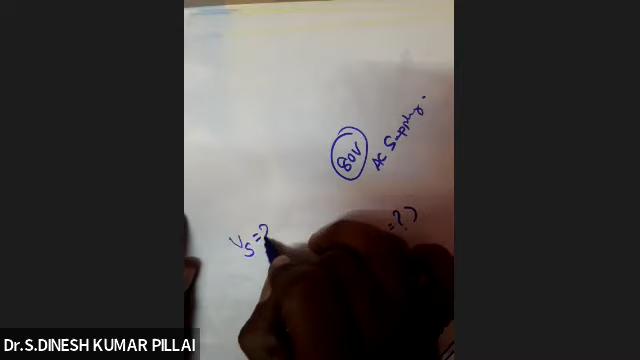 80V
AC Supply.
= ? )
Vs = ?
Dr.S.DINESH KUMAR PILLAI